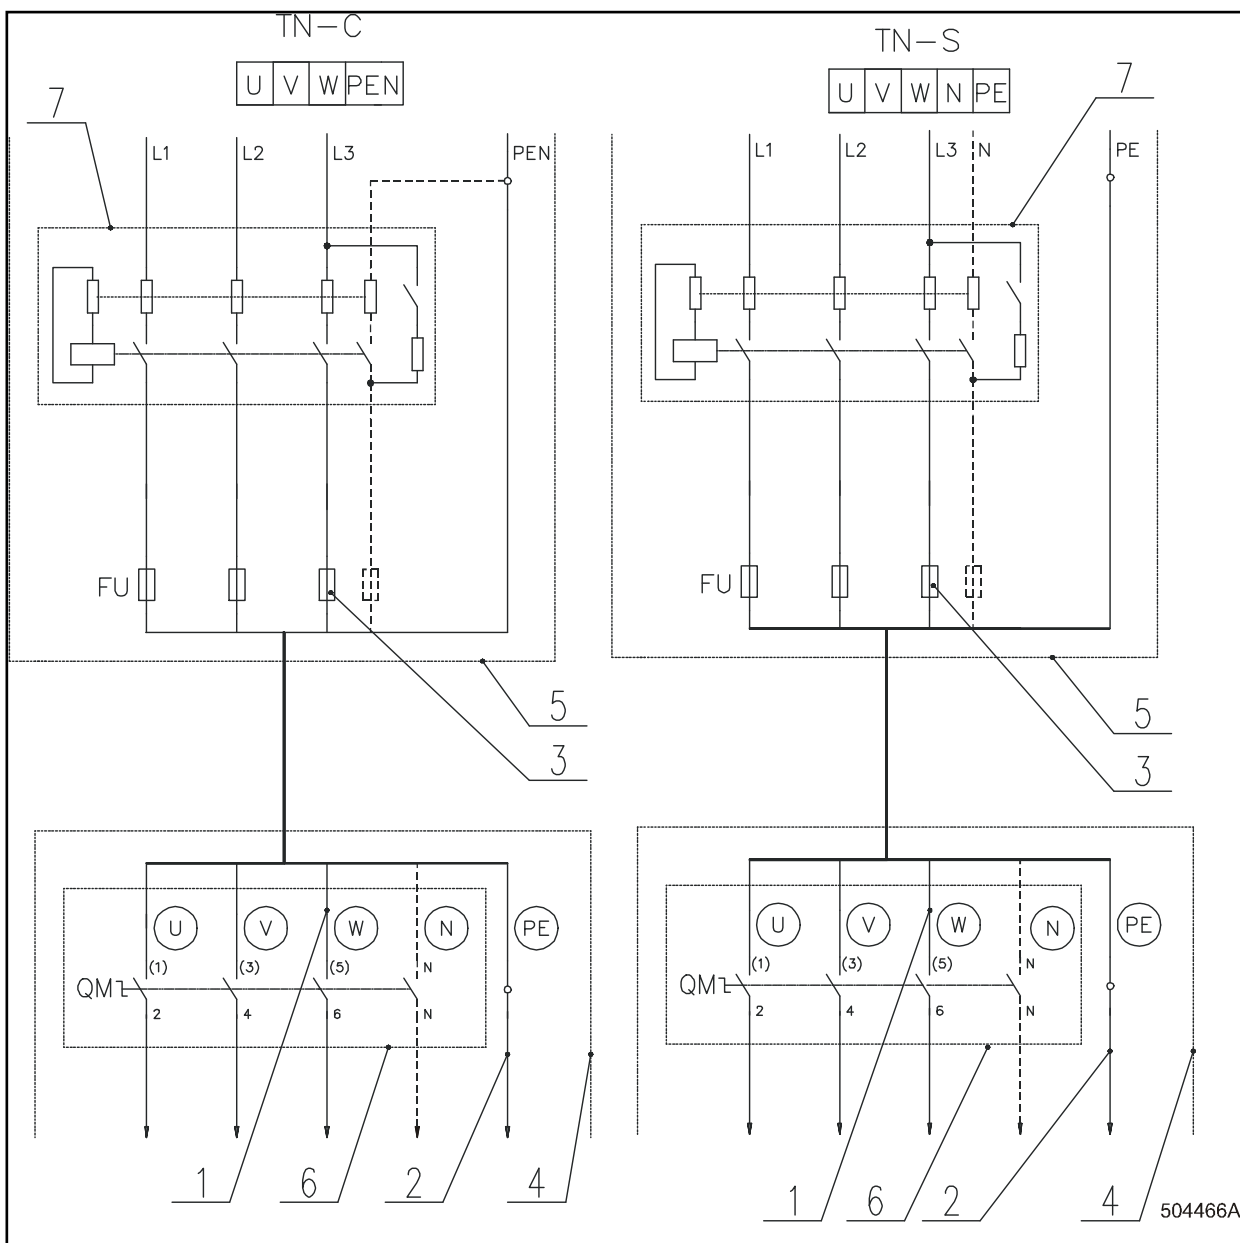 TN-C
U V W PEN
7
L1 L2 L3 PEN
FU
5
3
U V W N PE
(1) (3) (5) N
QM
2 4 6 N
1 6 2 4
TN-S
U V W N PE
7
L1 L2 L3 N PE
FU
5
3
U V W N PE
(1) (3) (5) N
QM
2 4 6 N
1 6 2 4
504466A